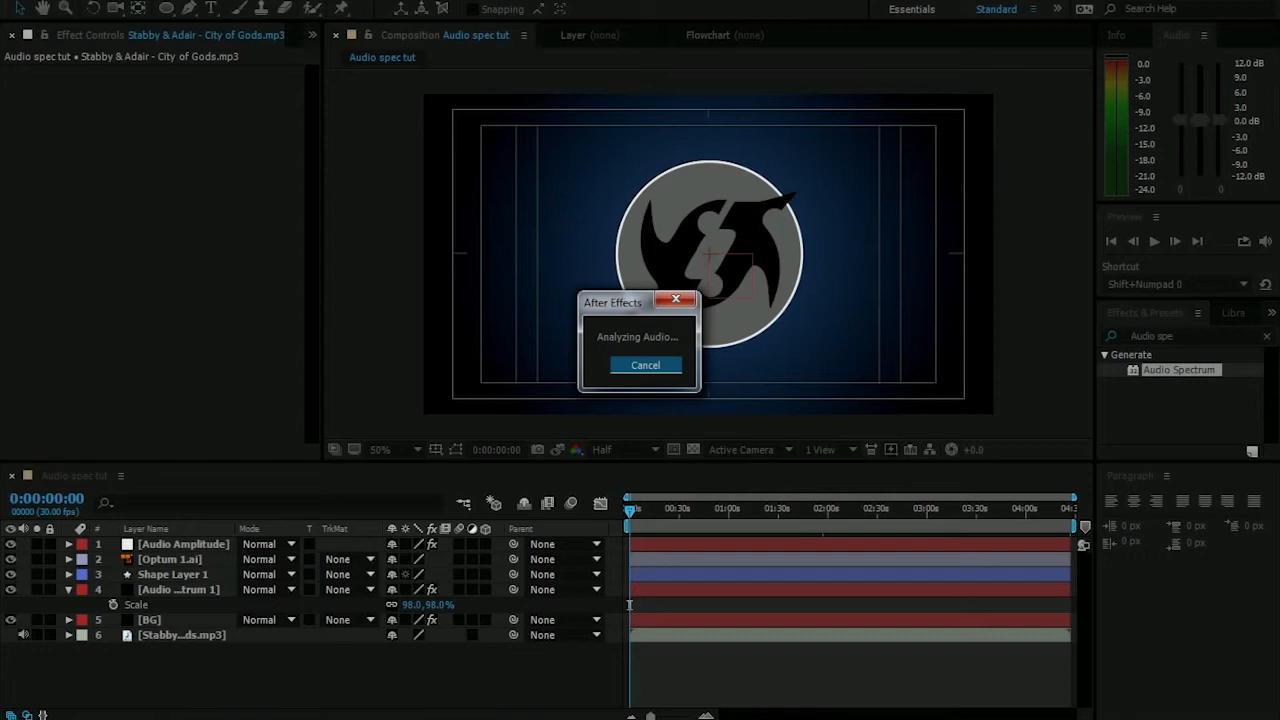 Snapping
Essentials
Standard
Search Help
Effect Controls Stabby & Adair - City of Gods.mp3
Composition Audio spec tut
Layer (none)
Flowchart (none)
Info
Audio
Audio spec tut • Stabby & Adair - City of Gods.mp3
Audio spec tut
0.0
-3.0
-6.0
-9.0
-12.0
-15.0
-18.0
-21.0
-24.0
12.0 dB
9.0
6.0
3.0
0.0 dB
-3.0
-6.0
-9.0
-12.0 dB
0
0
Preview
Shortcut
Shift+Numpad 0
Effects & Presets
Libra
Audio spe
Generate
Audio Spectrum
After Effects
Analyzing Audio...
Cancel
50%
0:00:00:00
Half
Active Camera
1 View
+0.0
Audio spec tut
Paragraph
0:00:00:00
00000 (30.00 fps)
00:30s
01:00s
01:30s
02:00s
02:30s
03:00s
03:30s
04:00s
0 px
0 px
0 px
0 px
0 px
# Layer Name Mode T TrkMat Parent
1 [Audio Amplitude] Normal None
2 [Optum 1.ai] Normal None None
3 Shape Layer 1 Normal None None
4 [Audio ...trum 1] Normal None None
Scale 98.0,98.0%
5 [BG] Normal None None
6 [Stabby...ds.mp3] None